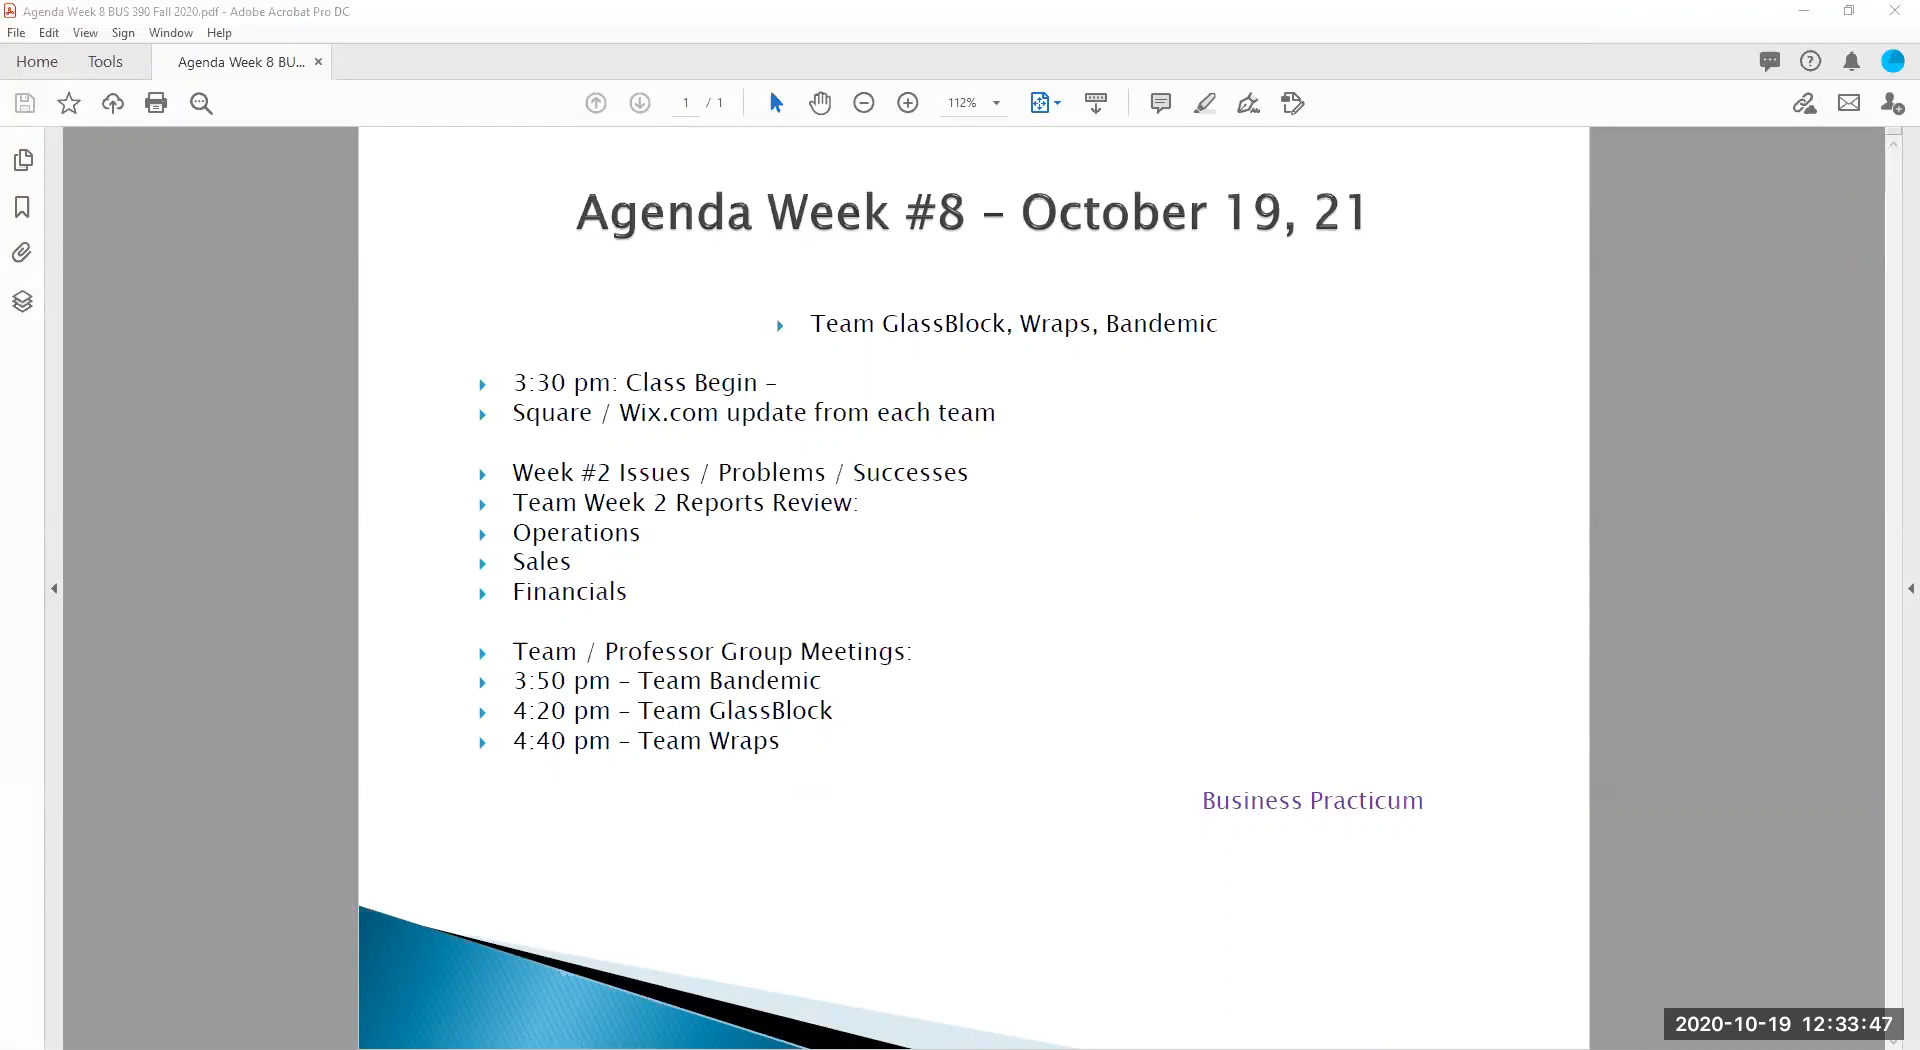 Agenda Week 8 BUS 390 Fall 2020.pdf - Adobe Acrobat Pro DC
File Edit View Sign Window Help
Home Tools Agenda Week 8 BU... ×
1 / 1 112%
Agenda Week #8 – October 19, 21
Team GlassBlock, Wraps, Bandemic
3:30 pm: Class Begin –
Square / Wix.com update from each team
Week #2 Issues / Problems / Successes
Team Week 2 Reports Review:
Operations
Sales
Financials
Team / Professor Group Meetings:
3:50 pm – Team Bandemic
4:20 pm – Team GlassBlock
4:40 pm – Team Wraps
Business Practicum
2020-10-19 12:33:47